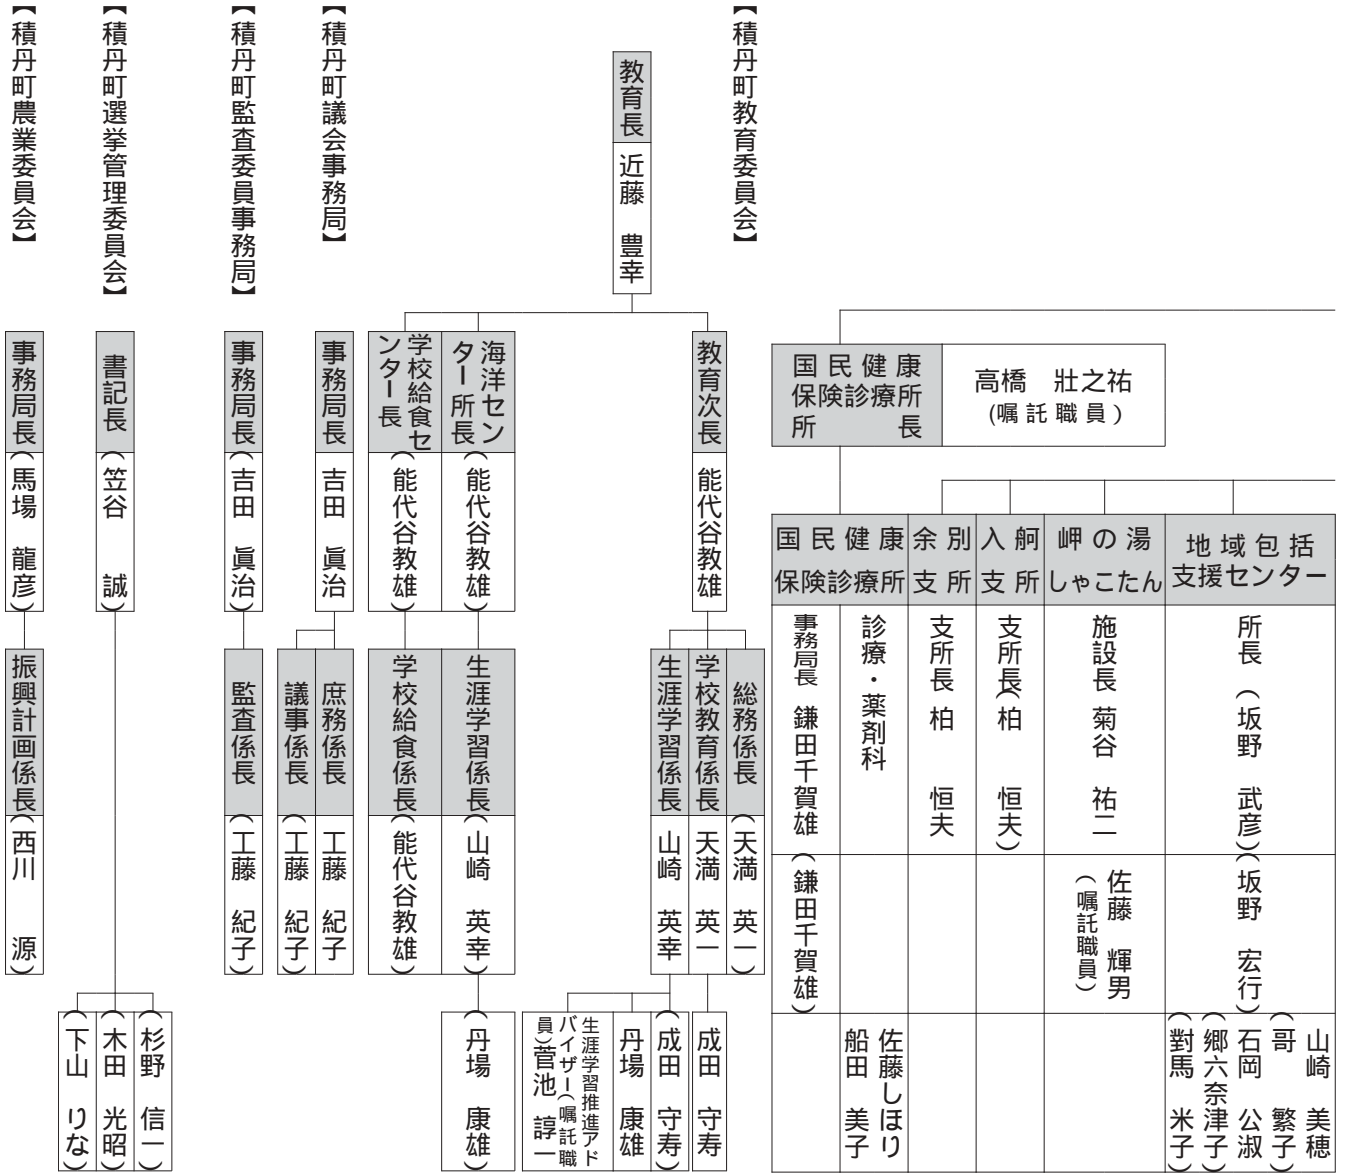 国民健康
保険診療所
所長
高橋 壯之祐
(嘱託職員)
地域包括
支援センター
所長 (坂野 武彦)
(坂野 宏行)
山崎 美穂
(哥 繁子)
石岡 公淑
(郷六奈津子)
(對馬 米子)
岬の湯
しゃこたん
施設長 菊谷 祐二
佐藤 輝男
(嘱託職員)
入舸
支所
支所長(柏 恒夫)
余別
支所
支所長 柏 恒夫
国民健康
保険診療所
診療・薬剤科
佐藤しほり
船田 美子
事務局長 鎌田千賀雄
(鎌田千賀雄)
【積丹町教育委員会】
教育長 近藤 豊幸
教育次長 能代谷教雄
総務係長 (天満 英一)
学校教育係長 天満 英一
成田 守寿
生涯学習係長 山崎 英幸
(成田 守寿)
丹場 康雄
生涯学習推進アド
バイザー(嘱託職
員)菅池 諄一
海洋セン
ター所長
(能代谷教雄)
生涯学習係長 (山崎 英幸)
(丹場 康雄)
学校給食セ
ンター長
(能代谷教雄)
学校給食係長 (能代谷教雄)
【積丹町議会事務局】
事務局長 吉田 眞治
庶務係長 工藤 紀子
議事係長 (工藤 紀子)
【積丹町監査委員事務局】
事務局長 (吉田 眞治)
監査係長 (工藤 紀子)
【積丹町選挙管理委員会】
書記長 (笠谷 誠)
(杉野 信一)
(木田 光昭)
(下山 りな)
【積丹町農業委員会】
事務局長 (馬場 龍彦)
振興計画係長 (西川 源)